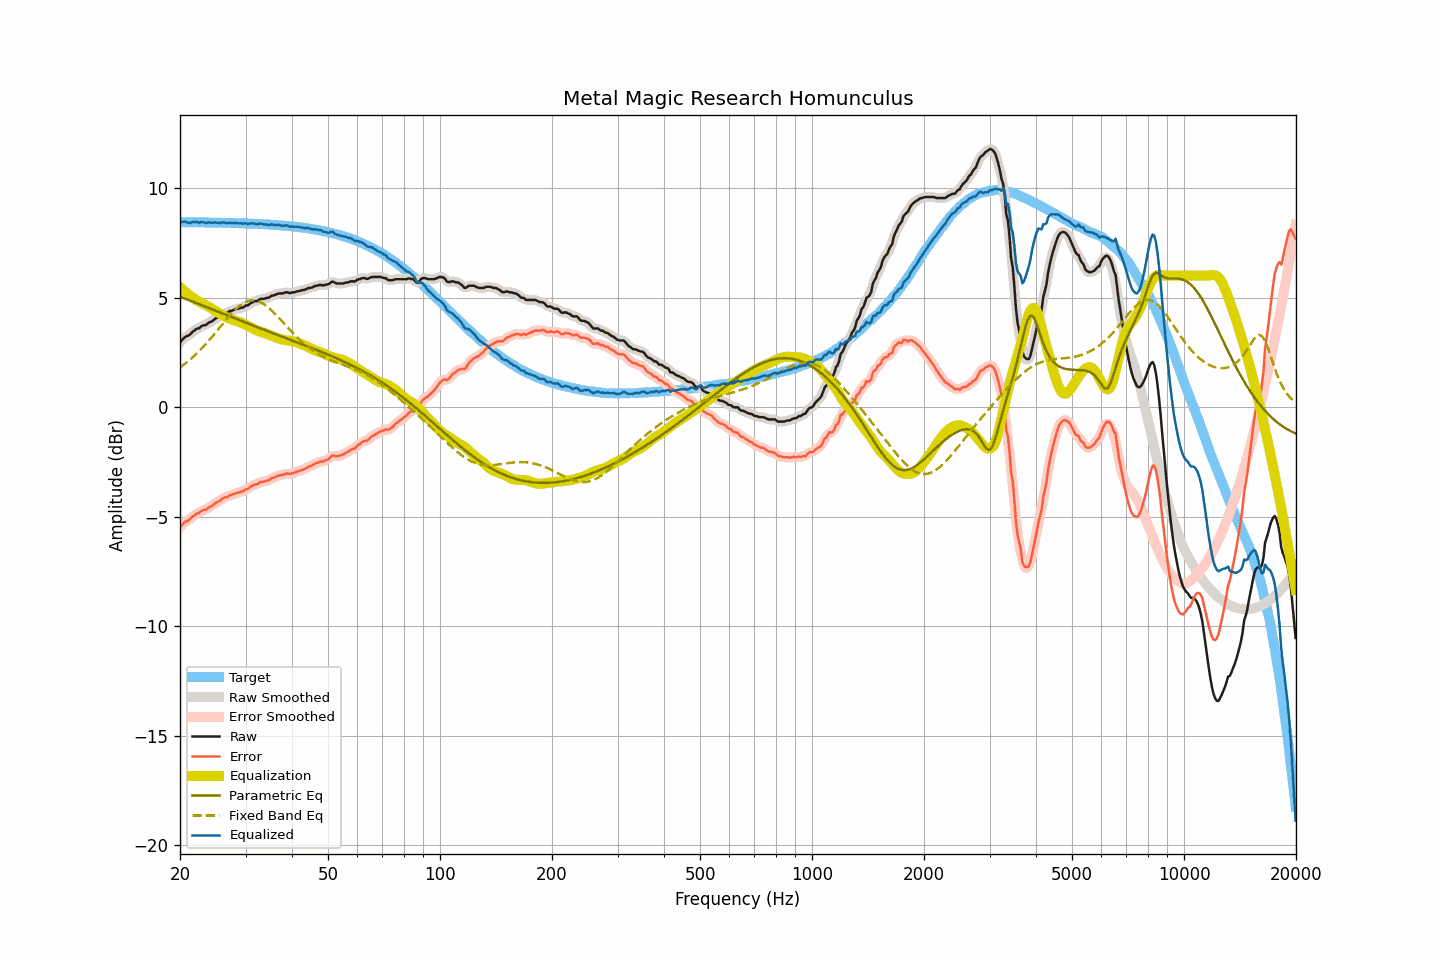 Metal Magic Research Homunculus
Amplitude (dBr)
10
5
0
−5
−10
−15
−20
Target
Raw Smoothed
Error Smoothed
Raw
Error
Equalization
Parametric Eq
Fixed Band Eq
Equalized
20 50 100 200 500 1000 2000 5000 10000 20000
Frequency (Hz)